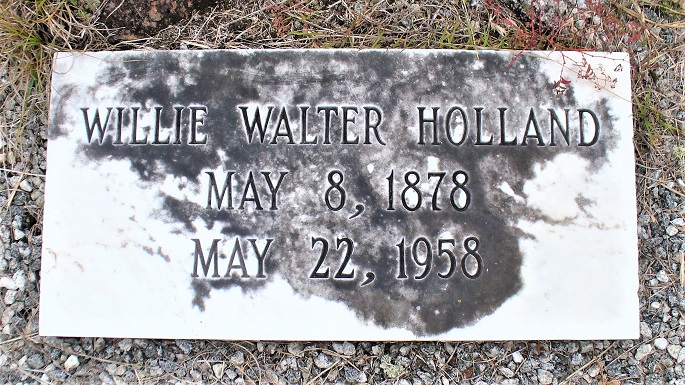 WILLIE WALTER HOLLAND
MAY 8, 1878
MAY 22, 1958